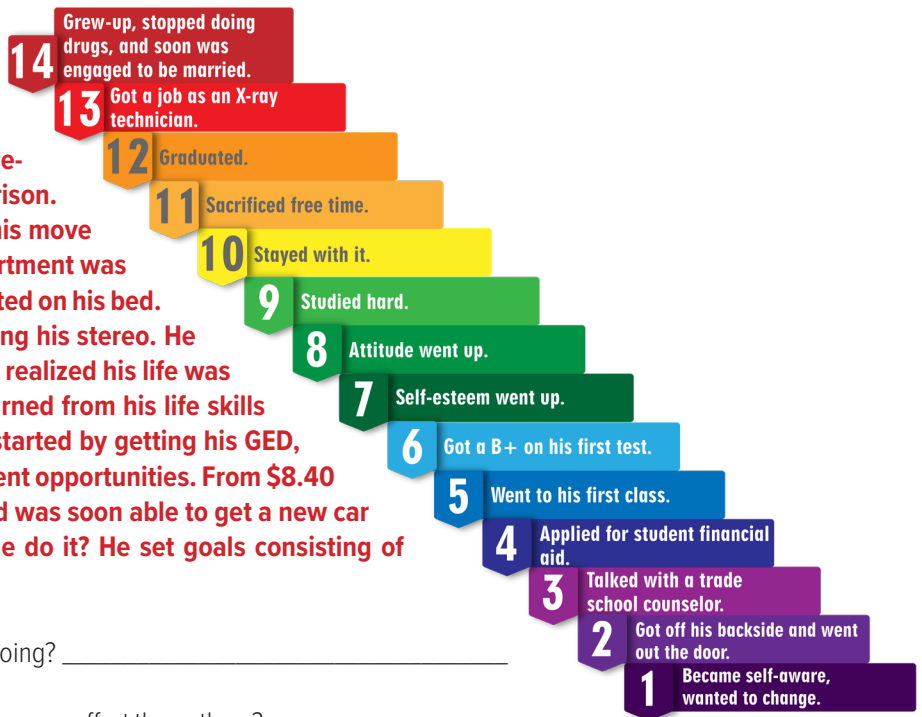 14 Grew-up, stopped doing
drugs, and soon was
engaged to be married.
13 Got a job as an X-ray
technician.
12 Graduated.
11 Sacrificed free time.
10 Stayed with it.
9 Studied hard.
8 Attitude went up.
7 Self-esteem went up.
6 Got a B+ on his first test.
5 Went to his first class.
4 Applied for student financial
aid.
3 Talked with a trade
school counselor.
2 Got off his backside and went
out the door.
1 Became self-aware,
wanted to change.
e-
rison.
is move
rtment was
ted on his bed.
ng his stereo. He
realized his life was
rned from his life skills
started by getting his GED,
ent opportunities. From $8.40
d was soon able to get a new car
e do it? He set goals consisting of
oing?